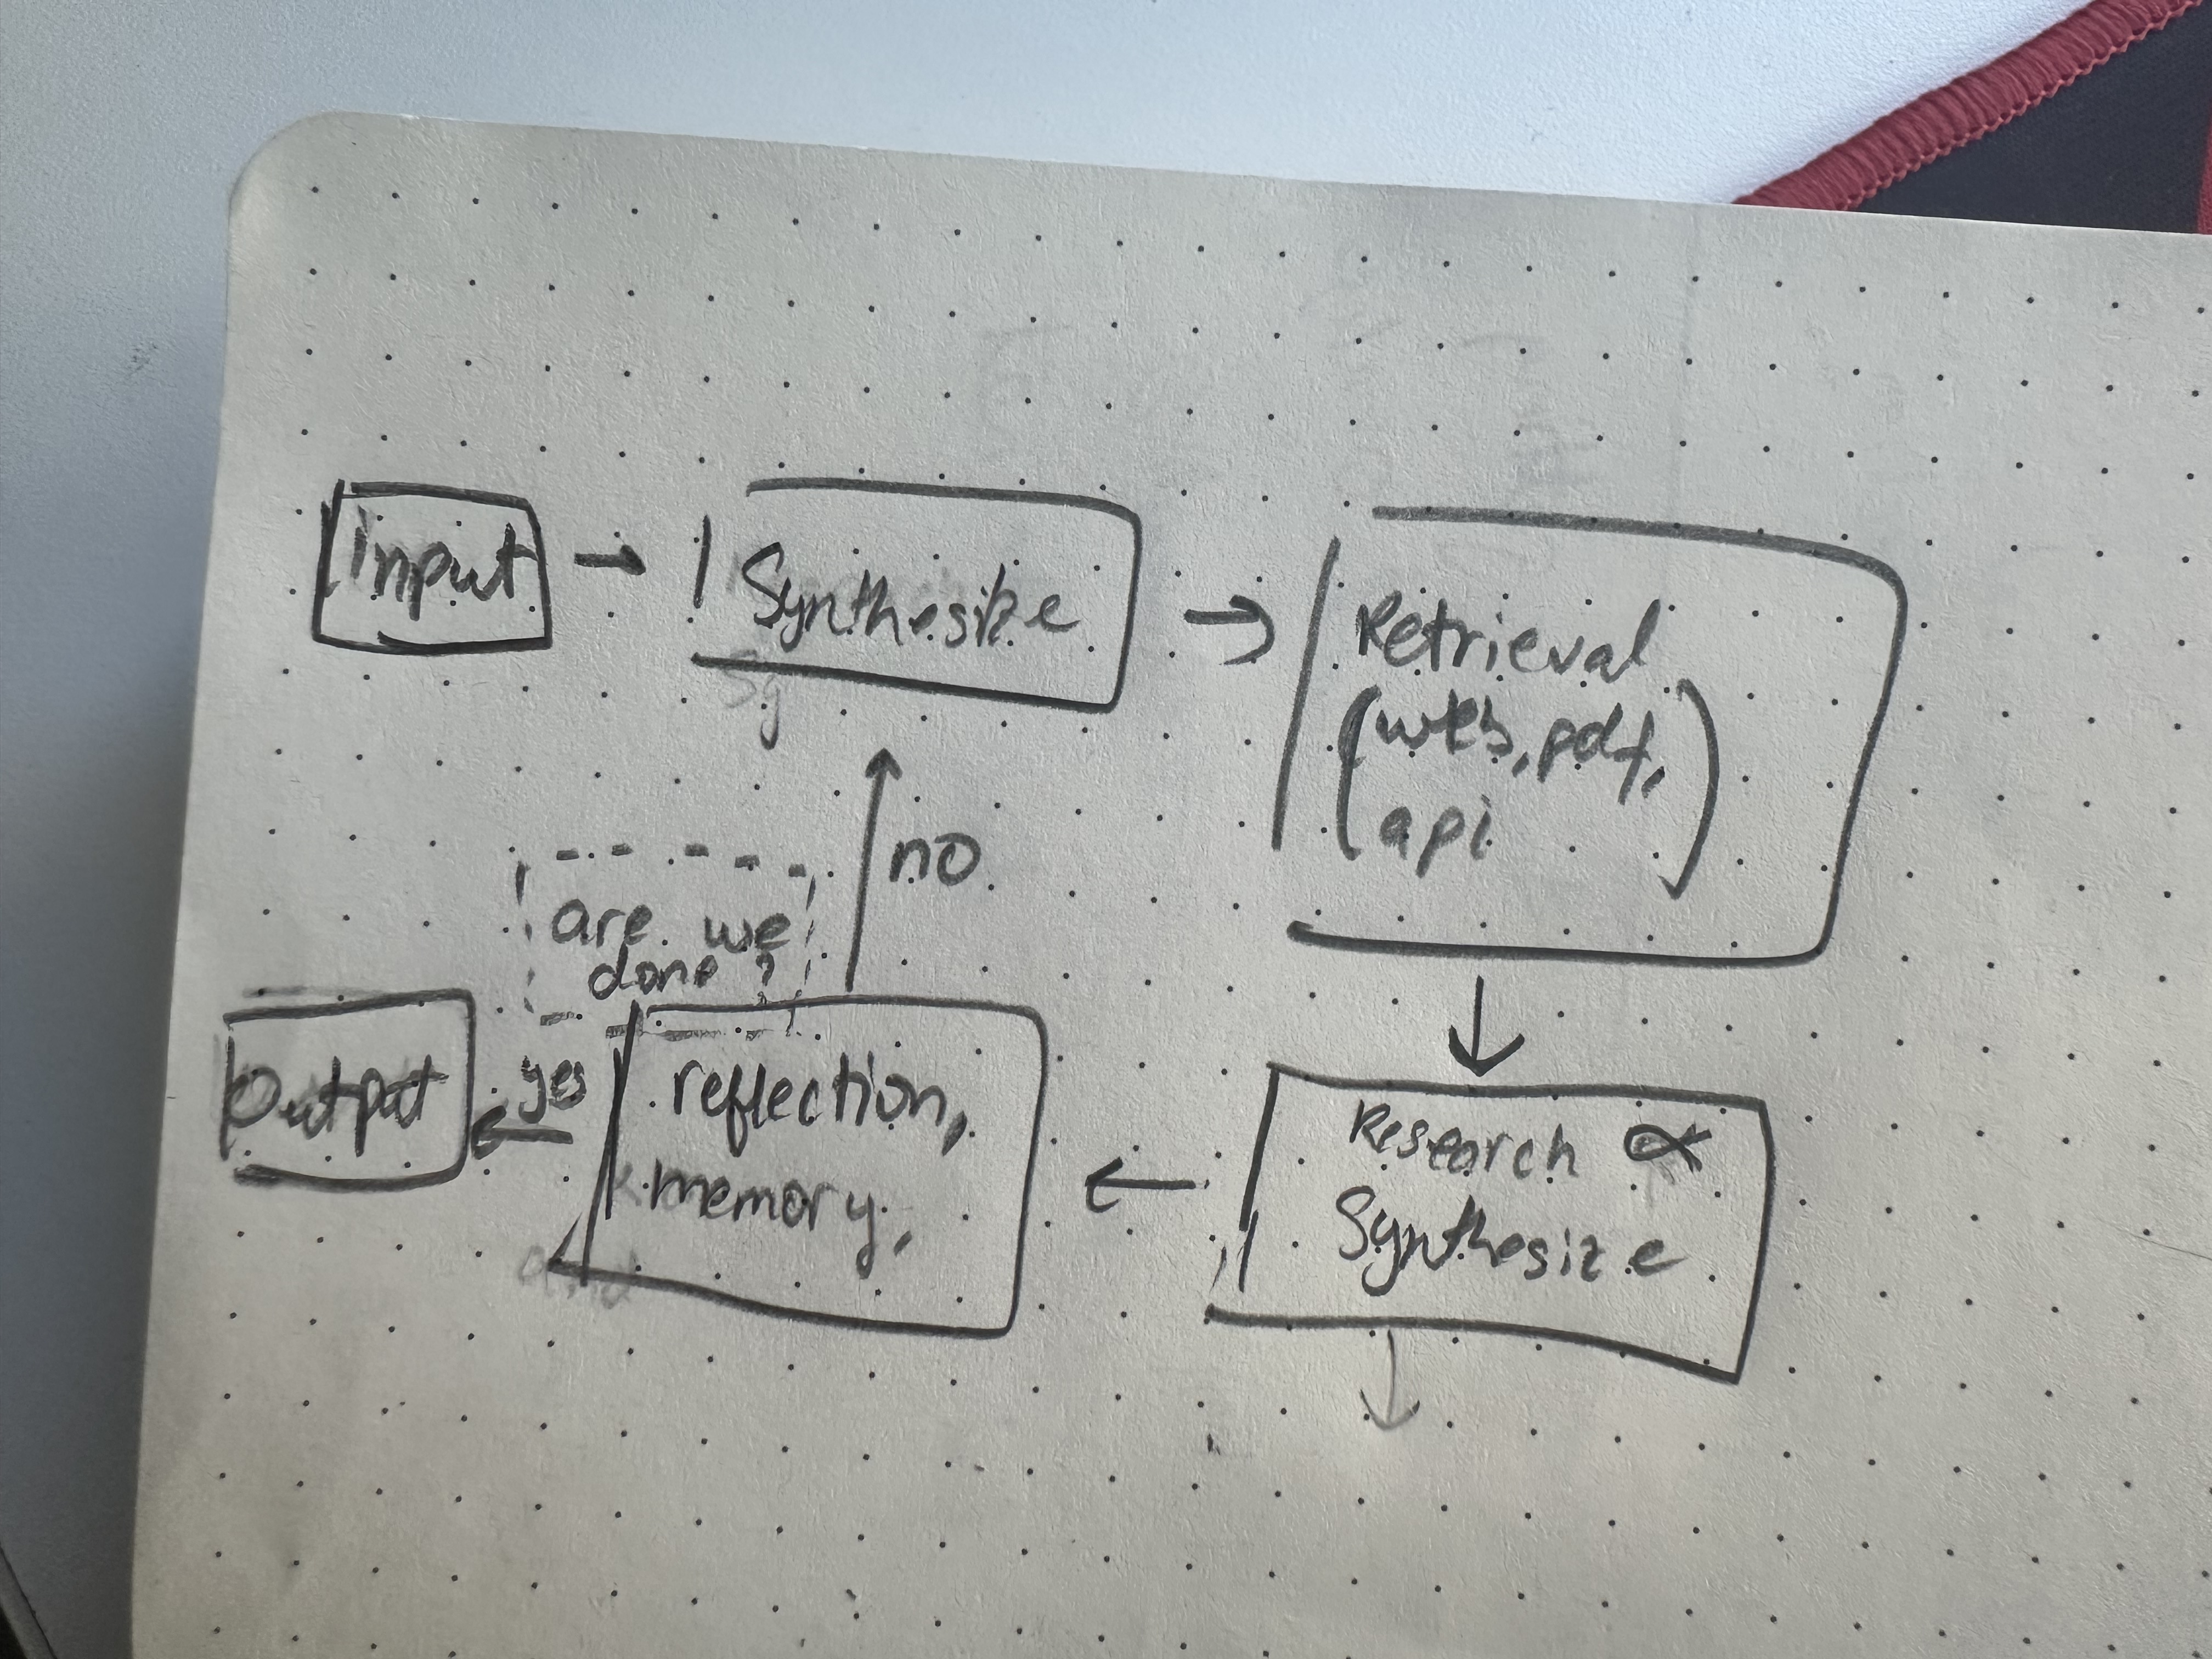 input
Synthesize
Retrieval
(web, pdf,
api)
no
are we
done?
Output
yes
reflection,
memory,
Research &
Synthesize